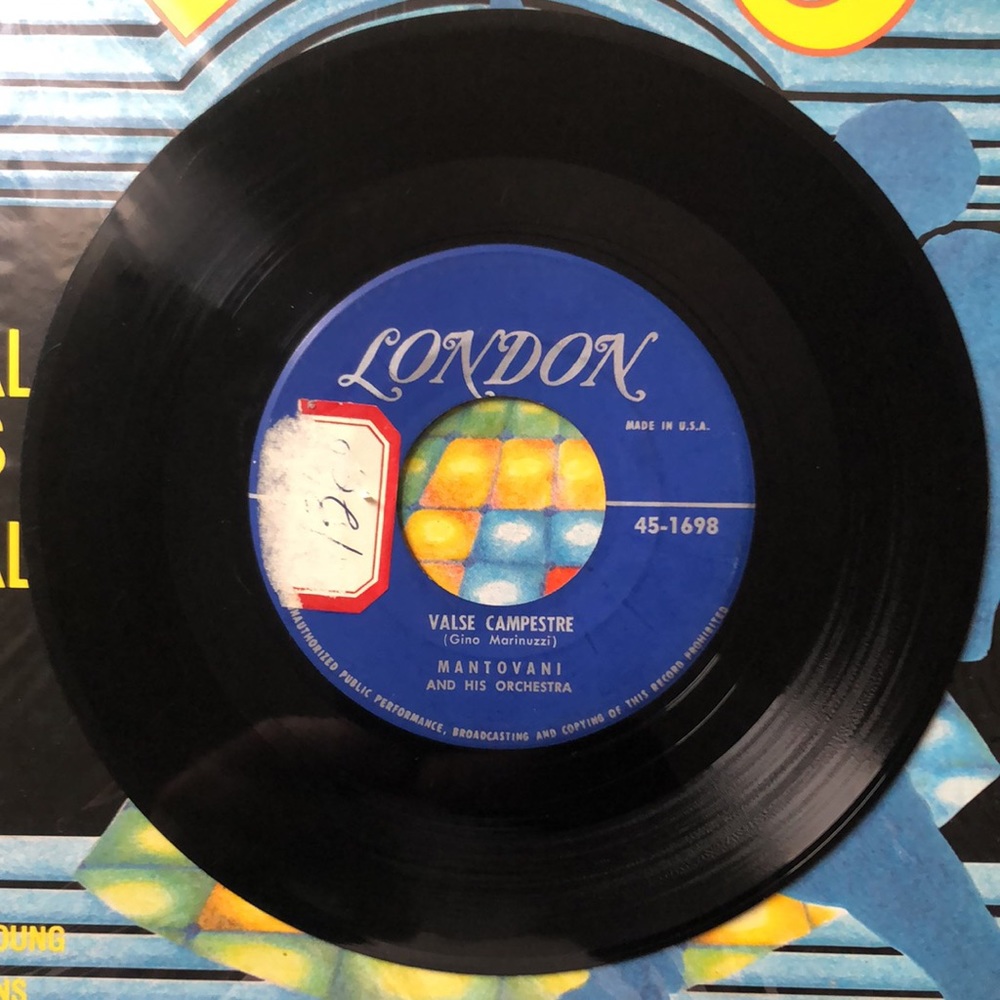 LONDON
MADE IN U.S.A.
45-1698
VALSE CAMPESTRE
(Gino Marinuzzi)
MANTOVANI
AND HIS ORCHESTRA
PUBLIC PERFORMANCE, BROADCASTING AND COPYING OF THIS RECORD PROHIBITED